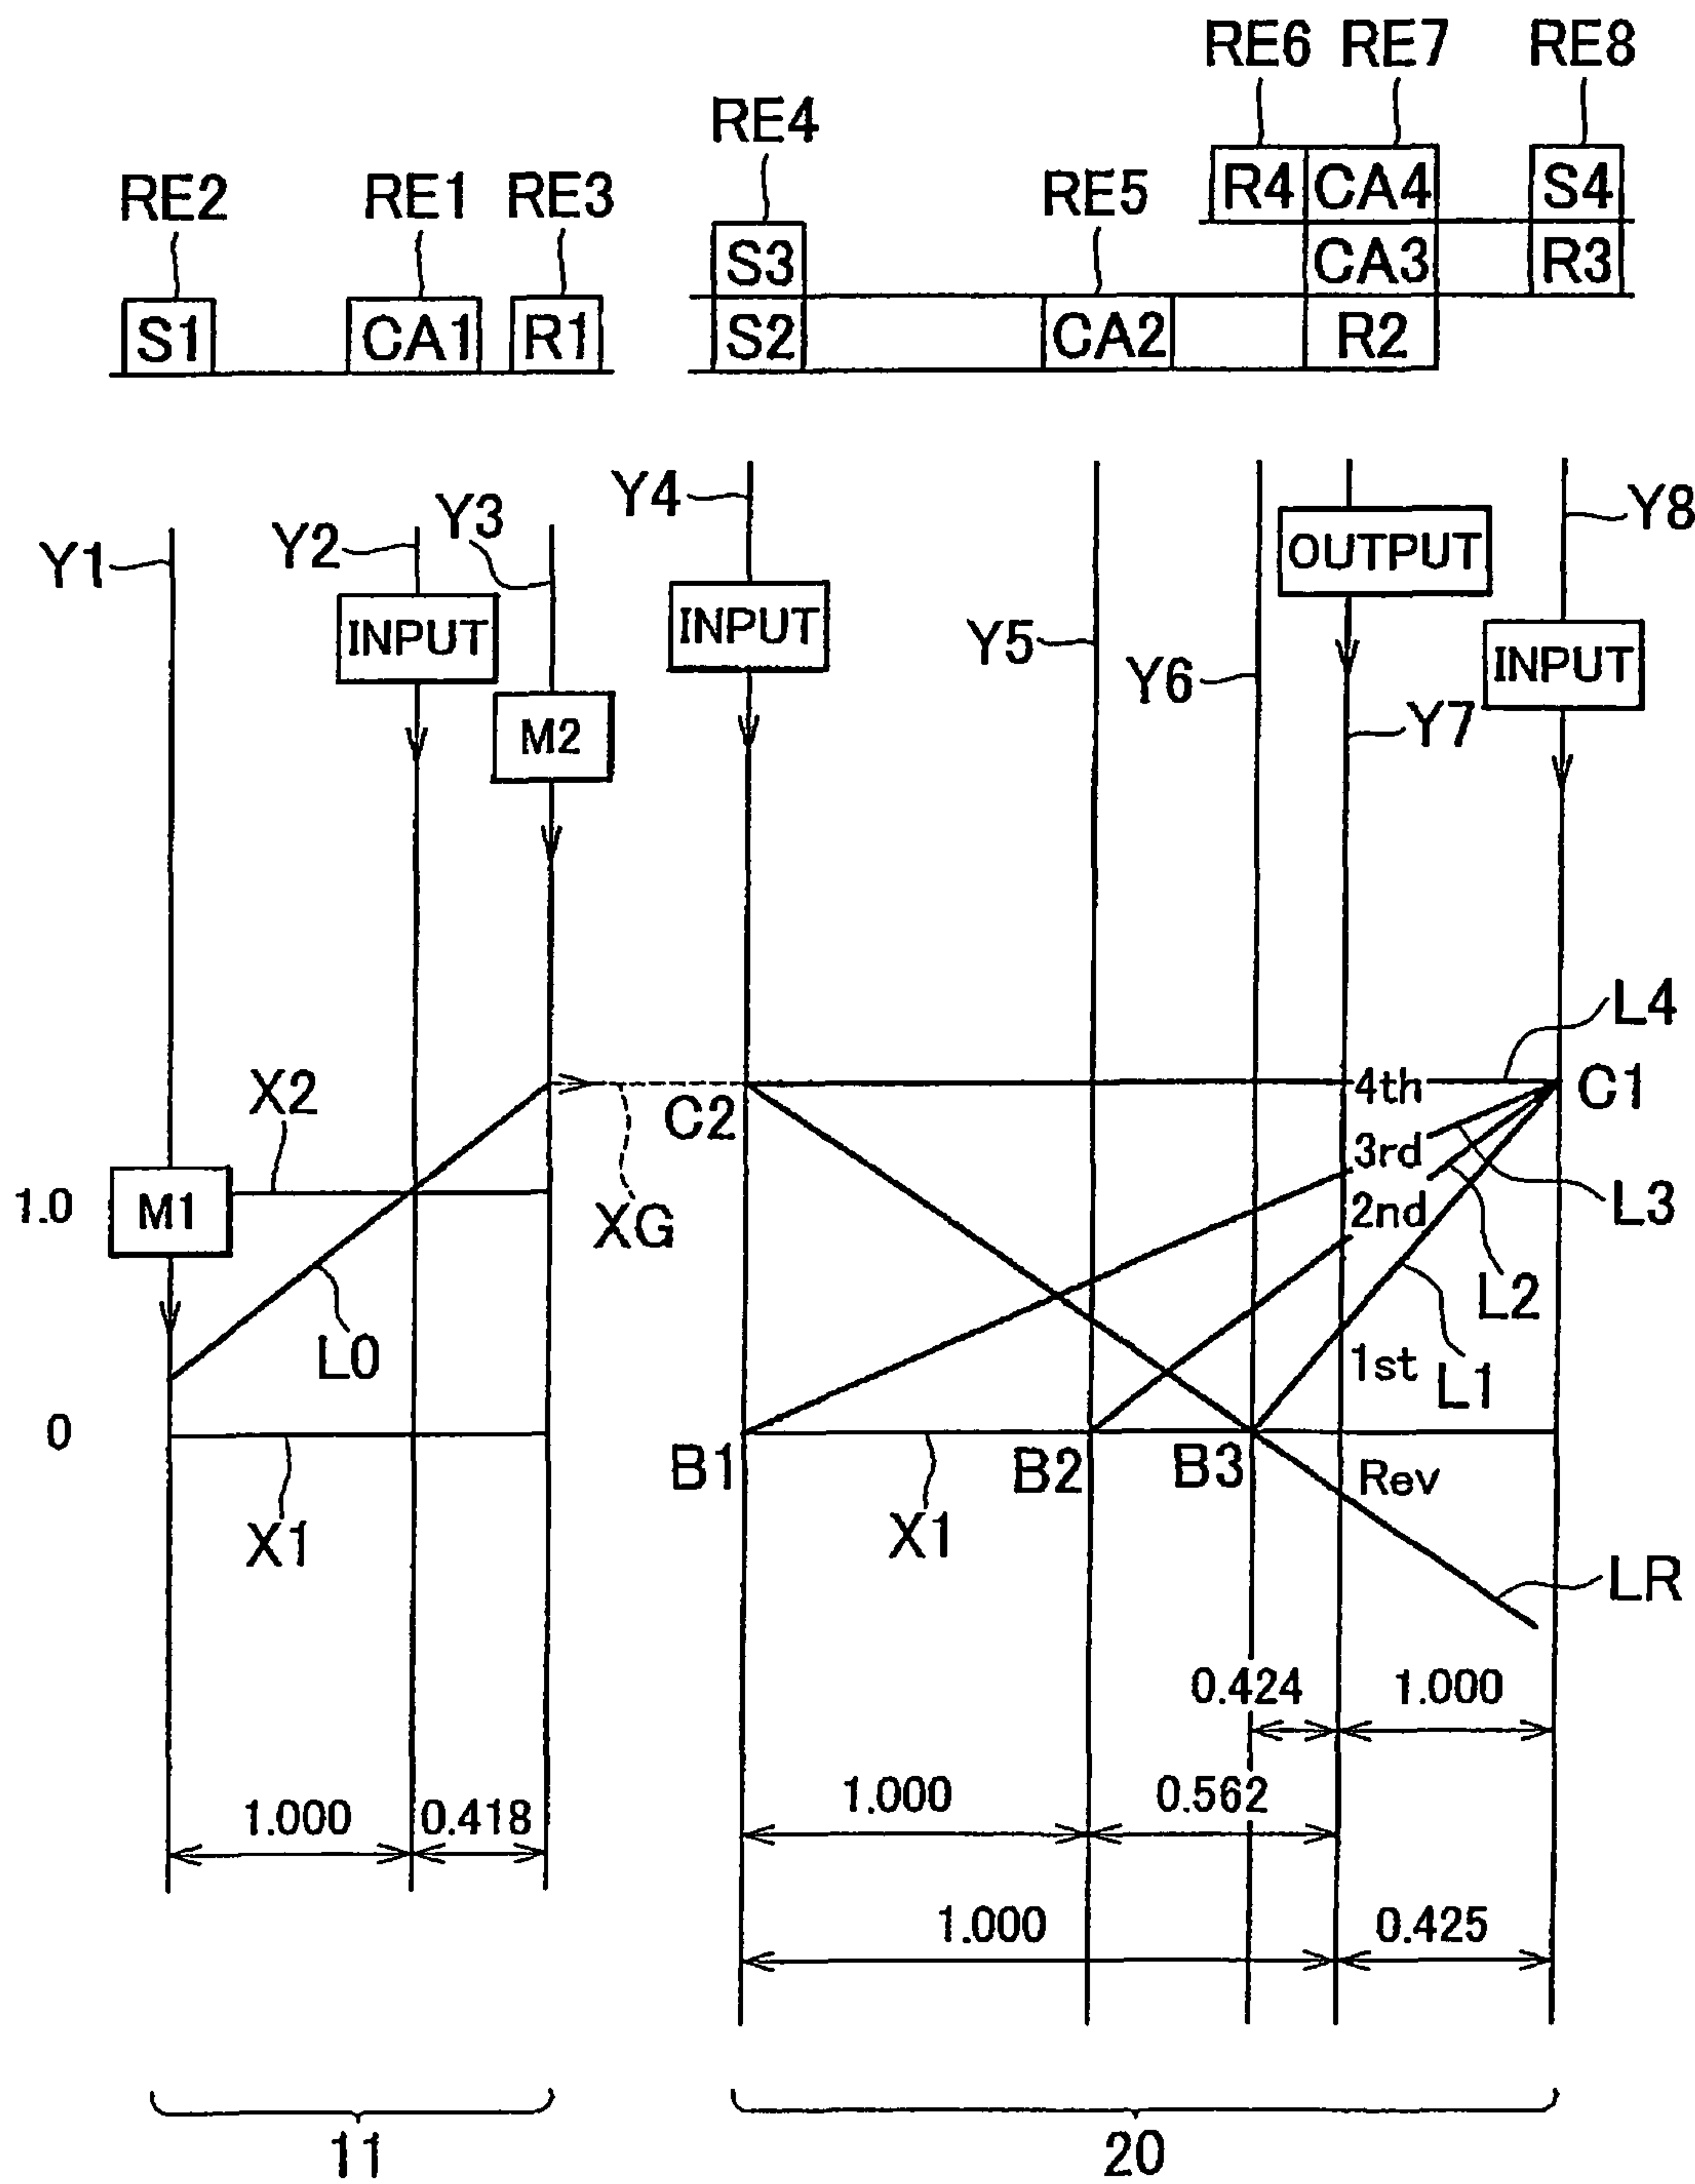 RE6 RE7 RE8
RE4
RE2 RE1 RE3 RE5
R4 CA4 S4
S3 CA3 R3
S1 CA1 R1 S2 CA2 R2
Y1 Y2 Y3 Y4 Y5 Y6 Y7 Y8
OUTPUT
INPUT INPUT INPUT
M2
L4
X2 C2 4th C1
3rd
1.0 M1 XG 2nd L3
L2
L0 1st L1
0
B1 B2 B3 Rev
X1 X1
LR
0.424 1.000
1.000 0.418 1.000 0.562
1.000 0.425
11 20